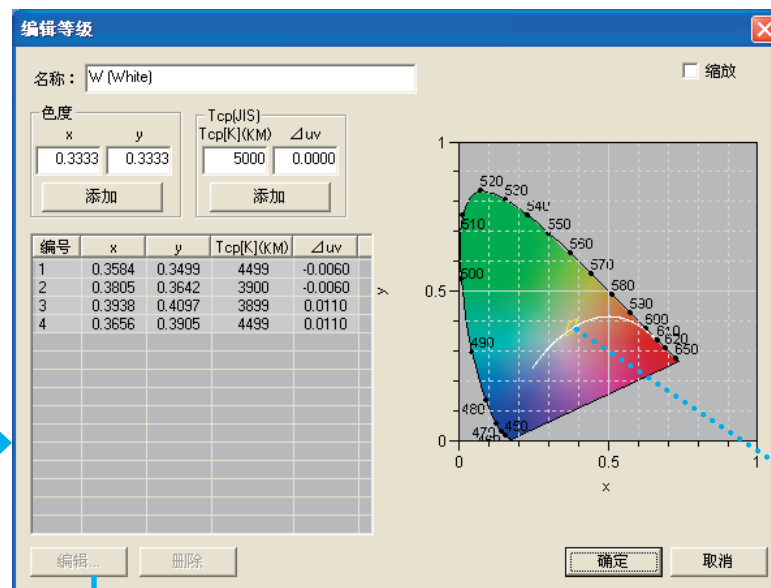 编辑等级
名称： W (White)
缩放
色度
x y
0.3333 0.3333
添加
Tcp(JIS)
Tcp[K](KM) ⊿uv
5000 0.0000
添加
编号 x y Tcp[K](KM) ⊿uv
1 0.3584 0.3499 4499 -0.0060
2 0.3805 0.3642 3900 -0.0060
3 0.3938 0.4097 3899 0.0110
4 0.3656 0.3905 4499 0.0110
编辑... 删除
1
0.5
0
y
520
530
540
550
560
570
580
590
600
610
620
650
510
500
490
480
470
450
0 0.5 1
x
确定 取消